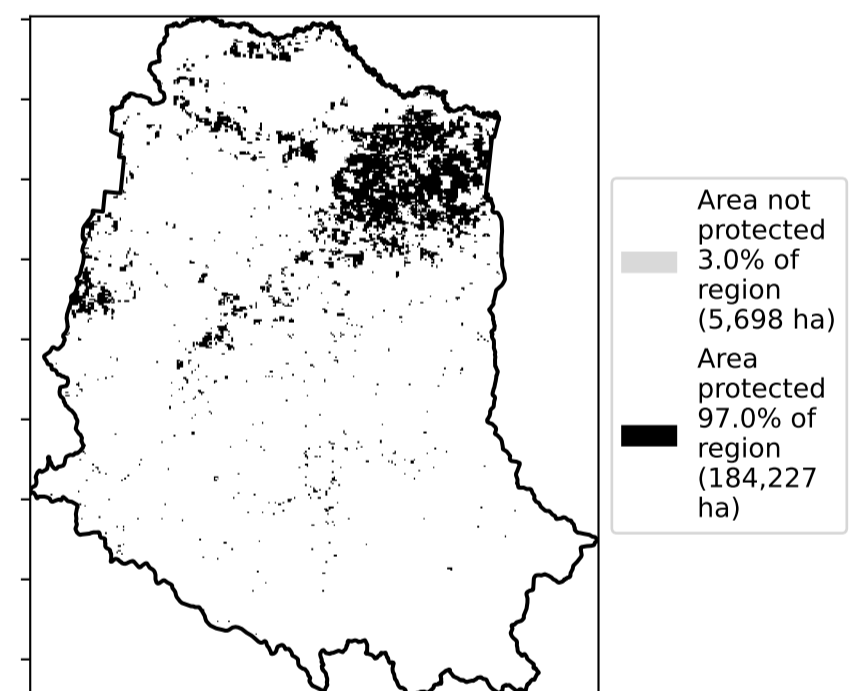 Area not
protected
3.0% of
region
(5,698 ha)
Area
protected
97.0% of
region
(184,227
ha)